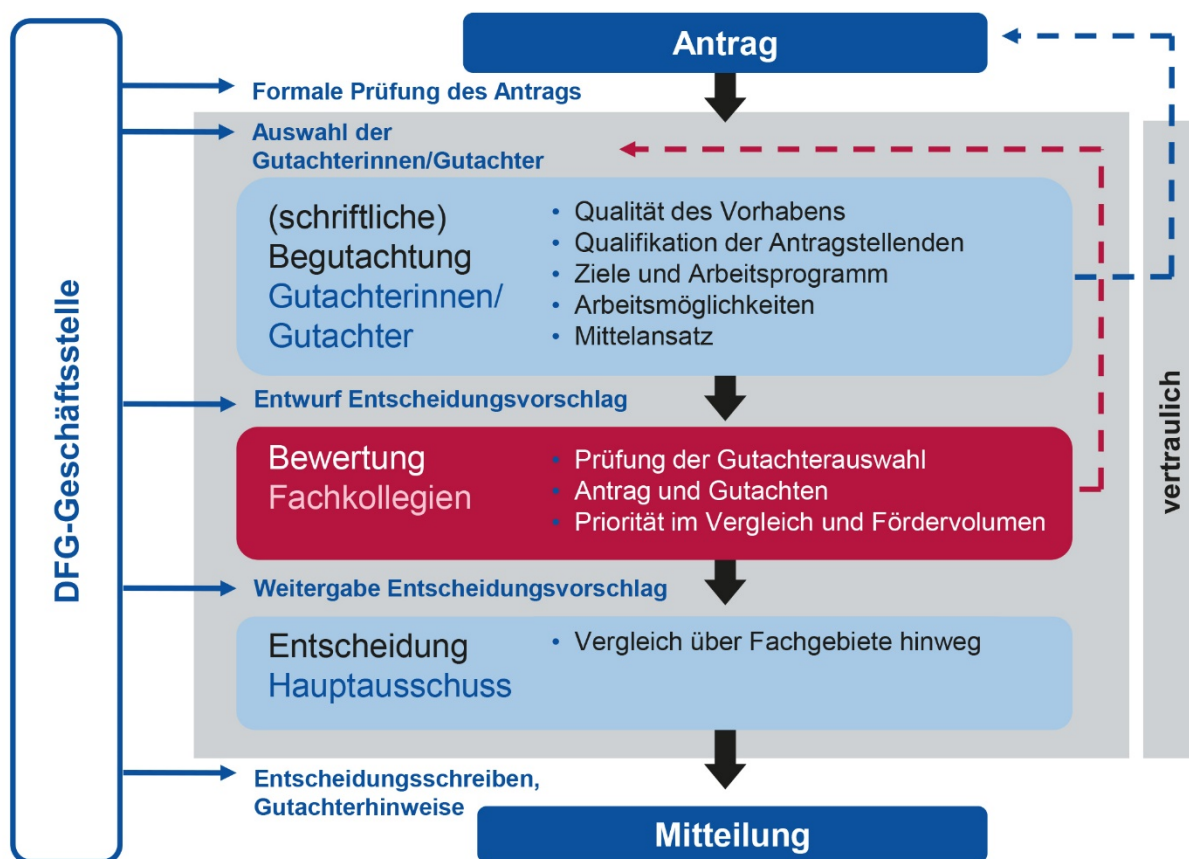 DFG-Geschäftsstelle
Antrag
Formale Prüfung des Antrags
Auswahl der
Gutachterinnen/Gutachter
(schriftliche)
Begutachtung
Gutachterinnen/
Gutachter
• Qualität des Vorhabens
• Qualifikation der Antragstellenden
• Ziele und Arbeitsprogramm
• Arbeitsmöglichkeiten
• Mittelansatz
Entwurf Entscheidungsvorschlag
Bewertung
Fachkollegien
• Prüfung der Gutachterauswahl
• Antrag und Gutachten
• Priorität im Vergleich und Fördervolumen
Weitergabe Entscheidungsvorschlag
Entscheidung
Hauptausschuss
• Vergleich über Fachgebiete hinweg
Entscheidungsschreiben,
Gutachterhinweise
Mitteilung
vertraulich